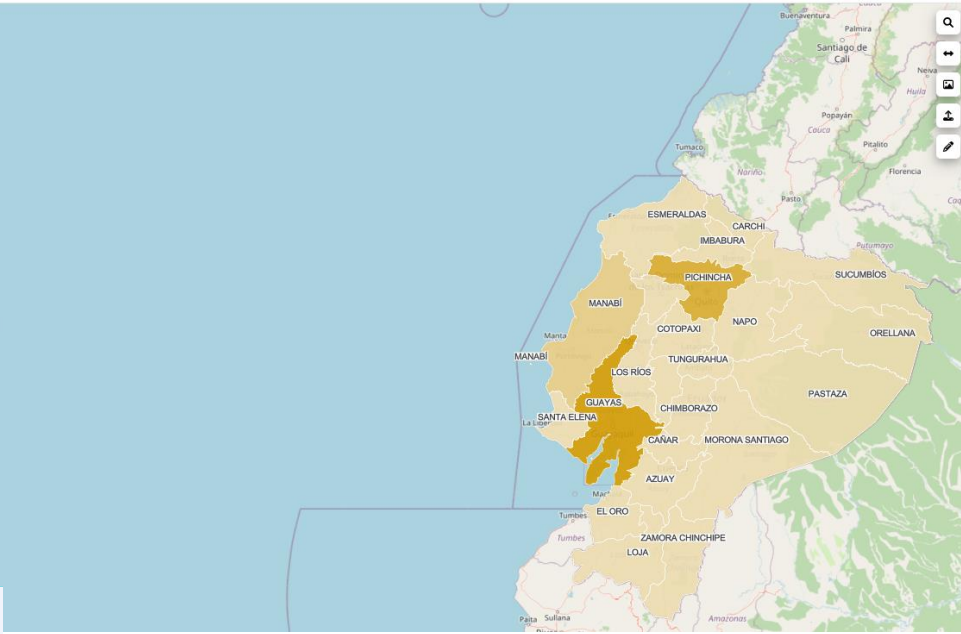 Buenaventura
Palmira
Santiago de
Cali
Neiva
Huila
Popayán
Cauca
Pitalito
Tumaco
Florencia
Nariño
Pasto
ESMERALDAS
CARCHI
IMBABURA
Putumayo
PICHINCHA
SUCUMBÍOS
MANABÍ
NAPO
COTOPAXI
ORELLANA
Manta
MANABÍ
TUNGURAHUA
LOS RÍOS
PASTAZA
GUAYAS
CHIMBORAZO
SANTA ELENA
CAÑAR
MORONA SANTIAGO
AZUAY
EL ORO
Tumbes
Tumbes
ZAMORA CHINCHIPE
LOJA
Paita
Sullana
Amazonas